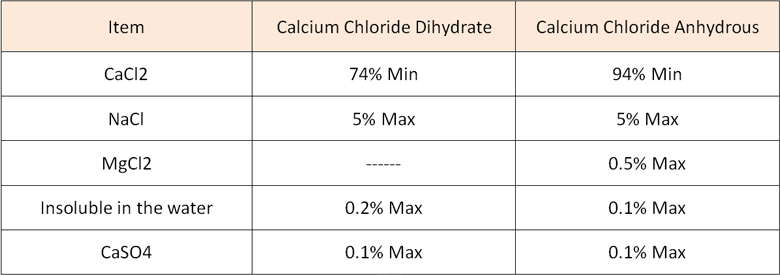 Item Calcium Chloride Dihydrate Calcium Chloride Anhydrous
CaCl2 74% Min 94% Min
NaCl 5% Max 5% Max
MgCl2 ------ 0.5% Max
Insoluble in the water 0.2% Max 0.1% Max
CaSO4 0.1% Max 0.1% Max